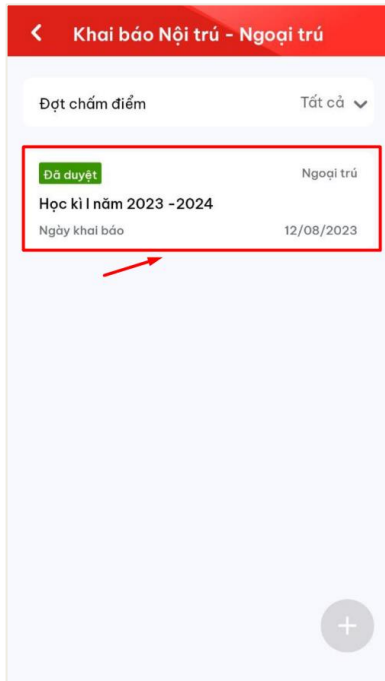 Khai báo Nội trú - Ngoại trú
Đợt chấm điểm Tất cả
Đã duyệt Ngoại trú
Học kì I năm 2023 -2024
Ngày khai báo 12/08/2023